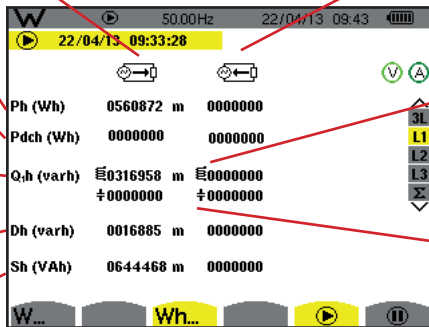 W 50.00Hz 22/04/13 09:43
22/04/13 09:33:28
V A
Ph (Wh) 0560872 m 0000000
3L
Pdch (Wh) 0000000 0000000
L1
L2
Q₁h (varh) 0316958 m 0000000
L3
÷0000000 ÷0000000
Σ
Dh (varh) 0016885 m 0000000
Sh (VAh) 0644468 m 0000000
W... Wh...